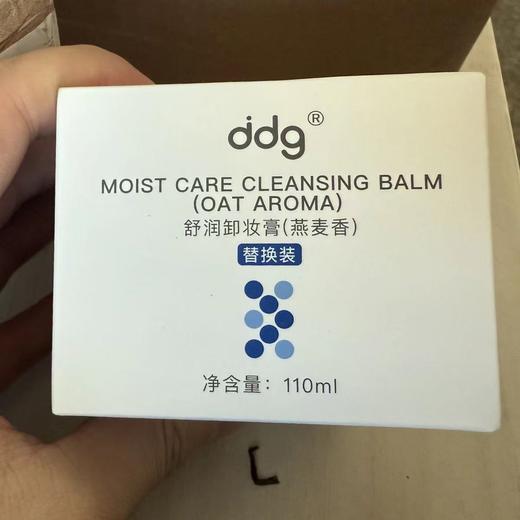 ddg®
MOIST CARE CLEANSING BALM
(OAT AROMA)
舒润卸妆膏(燕麦香)
替换装
净含量: 110ml
L